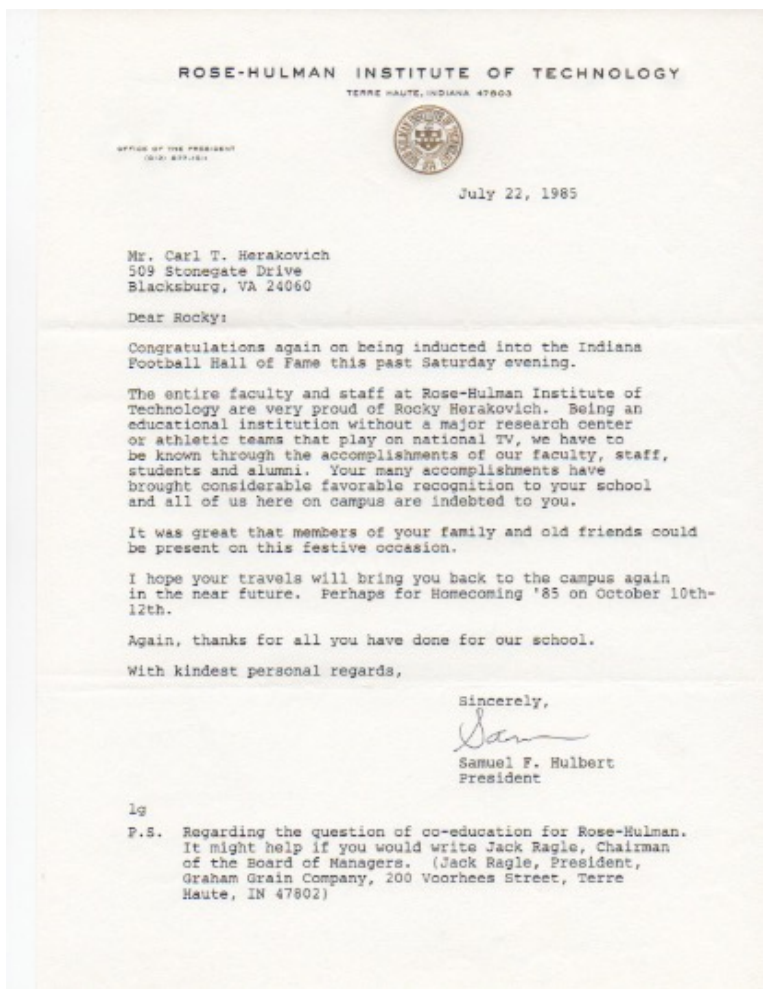 ROSE-HULMAN INSTITUTE OF TECHNOLOGY
TERRE HAUTE, INDIANA 47803
OFFICE OF THE PRESIDENT
July 22, 1985
Mr. Carl T. Herakovich
509 Stonegate Drive
Blacksburg, VA 24060
Dear Rocky:
Congratulations again on being inducted into the Indiana
Football Hall of Fame this past Saturday evening.
The entire faculty and staff at Rose-Hulman Institute of
Technology are very proud of Rocky Herakovich. Being an
educational institution without a major research center
or athletic teams that play on national TV, we have to
be known through the accomplishments of our faculty, staff,
students and alumni. Your many accomplishments have
brought considerable favorable recognition to your school
and all of us here on campus are indebted to you.
It was great that members of your family and old friends could
be present on this festive occasion.
I hope your travels will bring you back to the campus again
in the near future. Perhaps for Homecoming '85 on October 10th-
12th.
Again, thanks for all you have done for our school.
With kindest personal regards,
Sincerely,
Sam
Samuel F. Hulbert
President
lg
P.S. Regarding the question of co-education for Rose-Hulman.
It might help if you would write Jack Ragle, Chairman
of the Board of Managers. (Jack Ragle, President,
Graham Grain Company, 200 Voorhees Street, Terre
Haute, IN 47802)